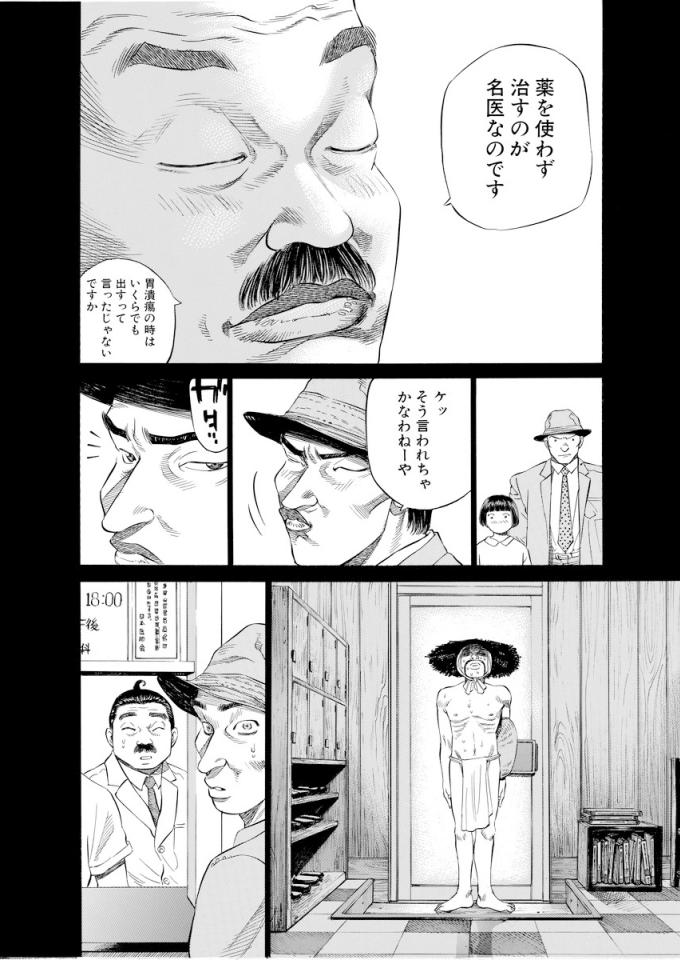 薬を使わず
治すのが
名医なのです
胃潰瘍の時は
いくらでも
出すって
言ったじゃない
ですか
ケッ
そう言われちゃ
かなわねーや
ガタッ
18:00
午後
科
日本医師会